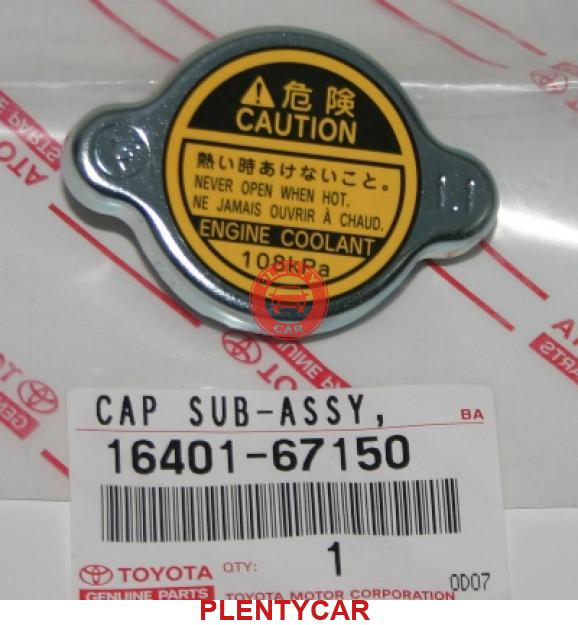 危険
CAUTION
熱い時あけないこと。
NEVER OPEN WHEN HOT.
NE JAMAIS OUVRIR À CHAUD.
ENGINE COOLANT
108kPa
PLENTY
CAR
CAP SUB-ASSY,
BA
16401-67150
TOYOTA
QTY:
1
GENUINE PARTS
TOYOTA MOTOR CORPORATION
0D07
PLENTYCAR